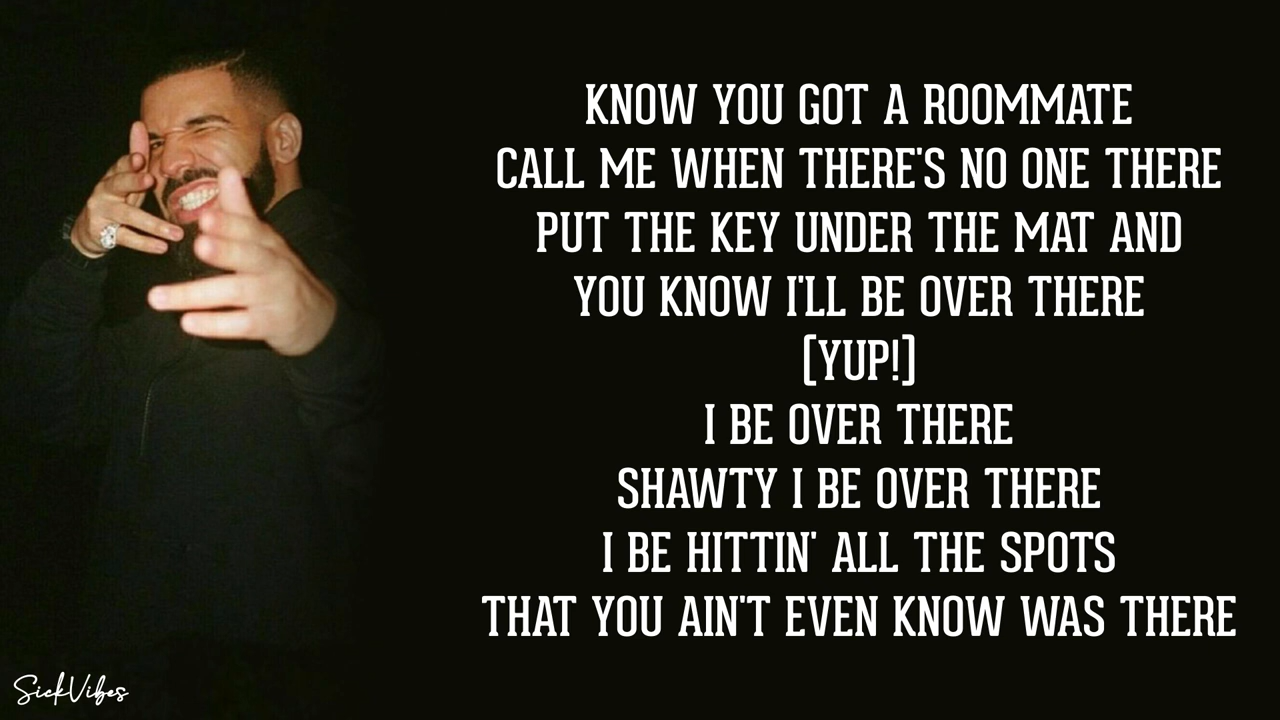 KNOW YOU GOT A ROOMMATE
CALL ME WHEN THERE'S NO ONE THERE
PUT THE KEY UNDER THE MAT AND
YOU KNOW I'LL BE OVER THERE
[YUP!]
I BE OVER THERE
SHAWTY I BE OVER THERE
I BE HITTIN' ALL THE SPOTS
THAT YOU AIN'T EVEN KNOW WAS THERE
SickVibes